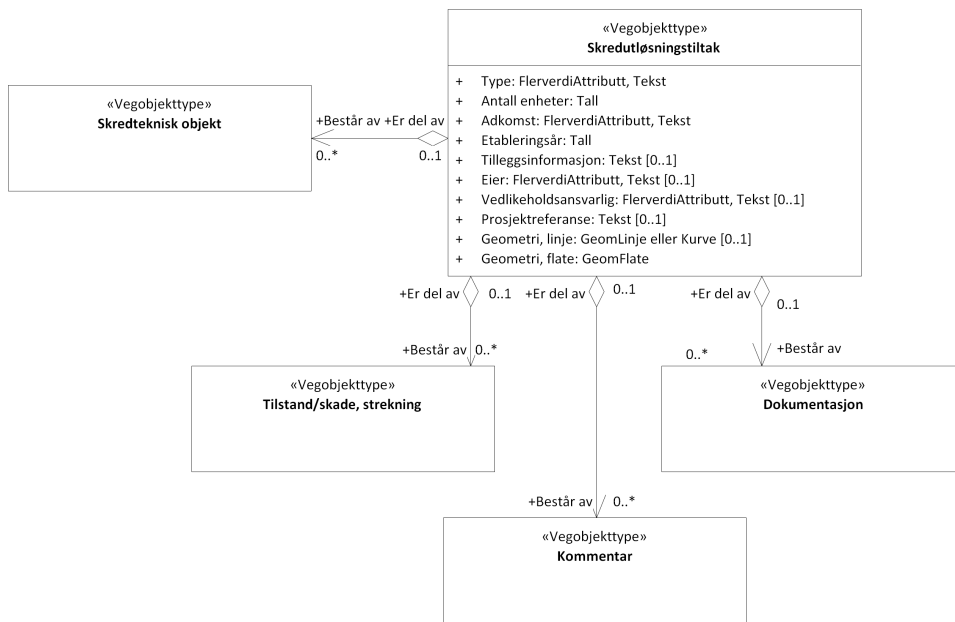 «Vegobjekttype»
Skredutløsningstiltak
+ Type: FlerverdiAttributt, Tekst
+ Antall enheter: Tall
+ Adkomst: FlerverdiAttributt, Tekst
+ Etableringsår: Tall
+ Tilleggsinformasjon: Tekst [0..1]
+ Eier: FlerverdiAttributt, Tekst [0..1]
+ Vedlikeholdsansvarlig: FlerverdiAttributt, Tekst [0..1]
+ Prosjektreferanse: Tekst [0..1]
+ Geometri, linje: GeomLinje eller Kurve [0..1]
+ Geometri, flate: GeomFlate
«Vegobjekttype»
Skredteknisk objekt
+Består av +Er del av
0..* 0..1
+Er del av 0..1 +Er del av 0..1 +Er del av 0..1
+Består av 0..*
0..* +Består av
«Vegobjekttype»
Tilstand/skade, strekning
«Vegobjekttype»
Dokumentasjon
+Består av 0..*
«Vegobjekttype»
Kommentar